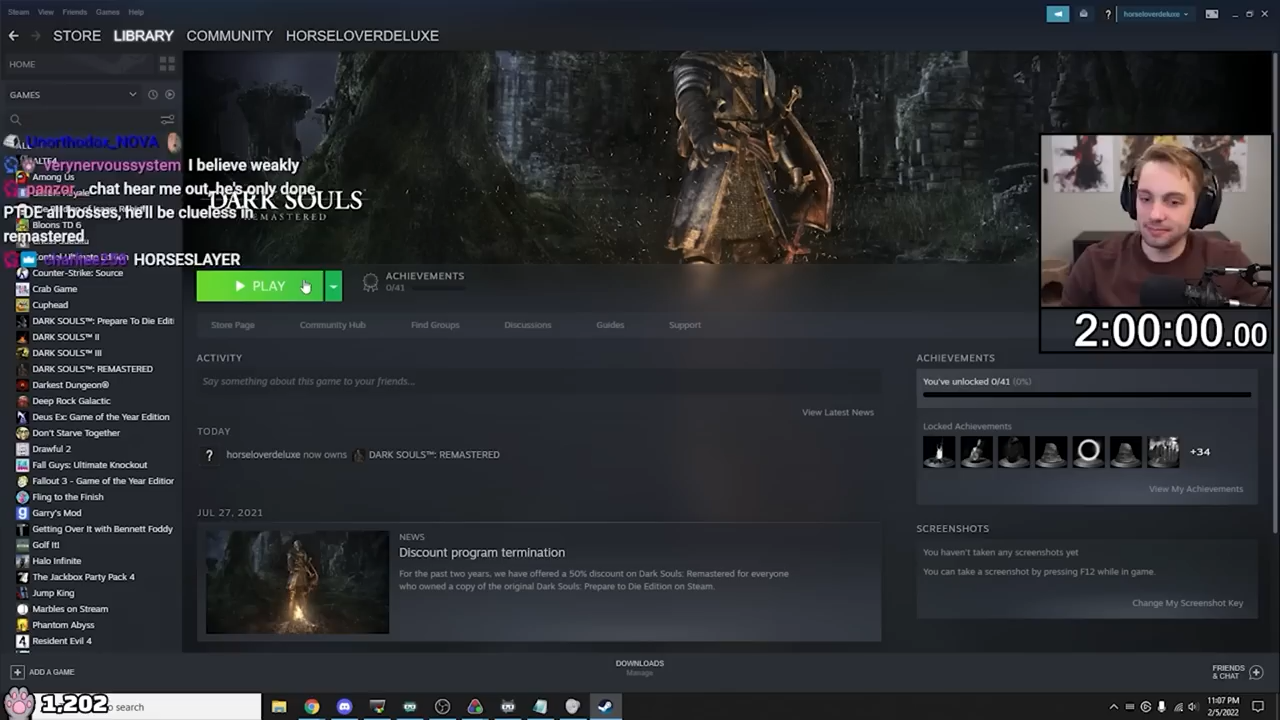 Steam View Friends Games Help
horseloverdeluxe
STORE LIBRARY COMMUNITY HORSELOVERDELUXE
HOME
GAMES
Unorthodox_NOVA
verynervoussystem I believe weakly
panzor_ chat hear me out, he's only done
PTDE all bosses, he'll be clueless in
remastered
HORSESLAYER
Among Us
Bloons TD 6
Counter-Strike: Source
Crab Game
Cuphead
DARK SOULS™: Prepare To Die Editi
DARK SOULS™ II
DARK SOULS™ III
DARK SOULS™: REMASTERED
Darkest Dungeon®
Deep Rock Galactic
Deus Ex: Game of the Year Edition
Don't Starve Together
Drawful 2
Fall Guys: Ultimate Knockout
Fallout 3 - Game of the Year Edition
Fling to the Finish
Garry's Mod
Getting Over It with Bennett Foddy
Golf It!
Halo Infinite
The Jackbox Party Pack 4
Jump King
Marbles on Stream
Phantom Abyss
Resident Evil 4
ADD A GAME
DARK SOULS
REMASTERED
PLAY
ACHIEVEMENTS
0/41
Store Page Community Hub Find Groups Discussions Guides Support
ACTIVITY
Say something about this game to your friends...
View Latest News
TODAY
? horseloverdeluxe now owns DARK SOULS™: REMASTERED
JUL 27, 2021
NEWS
Discount program termination
For the past two years, we have offered a 50% discount on Dark Souls: Remastered for everyone
who owned a copy of the original Dark Souls: Prepare to Die Edition on Steam.
2:00:00.00
ACHIEVEMENTS
You've unlocked 0/41 (0%)
Locked Achievements
+34
View My Achievements
SCREENSHOTS
You haven't taken any screenshots yet
You can take a screenshot by pressing F12 while in game.
Change My Screenshot Key
DOWNLOADS
Manage
FRIENDS
& CHAT
1,202
o search
11:07 PM
2/5/2022